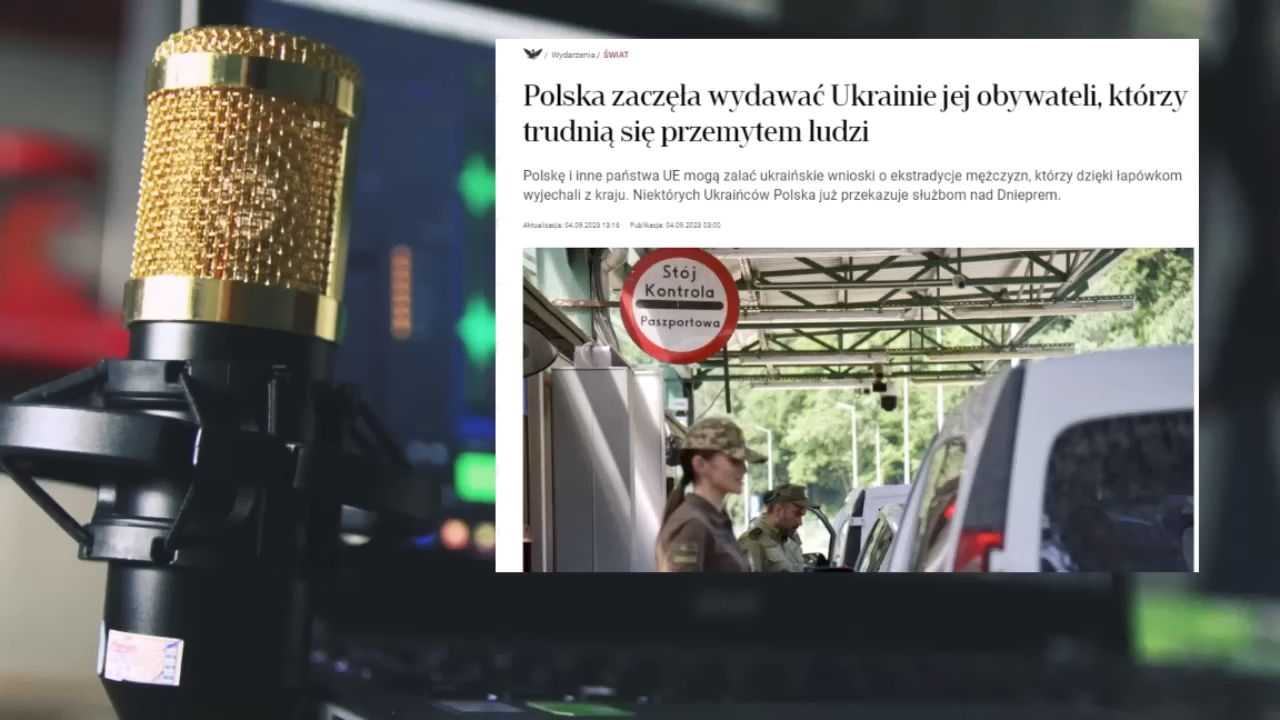 / Wydarzenia / ŚWIAT
Polska zaczęła wydawać Ukrainie jej obywateli, którzy
trudnią się przemytem ludzi
Polskę i inne państwa UE mogą zalać ukraińskie wnioski o ekstradycje mężczyzn, którzy dzięki łapówkom
wyjechali z kraju. Niektórych Ukraińców Polska już przekazuje służbom nad Dnieprem.
Aktualizacja: 04.09.2023 13:16 Publikacja: 04.09.2023 03:00
Stój
Kontrola
Paszportowa